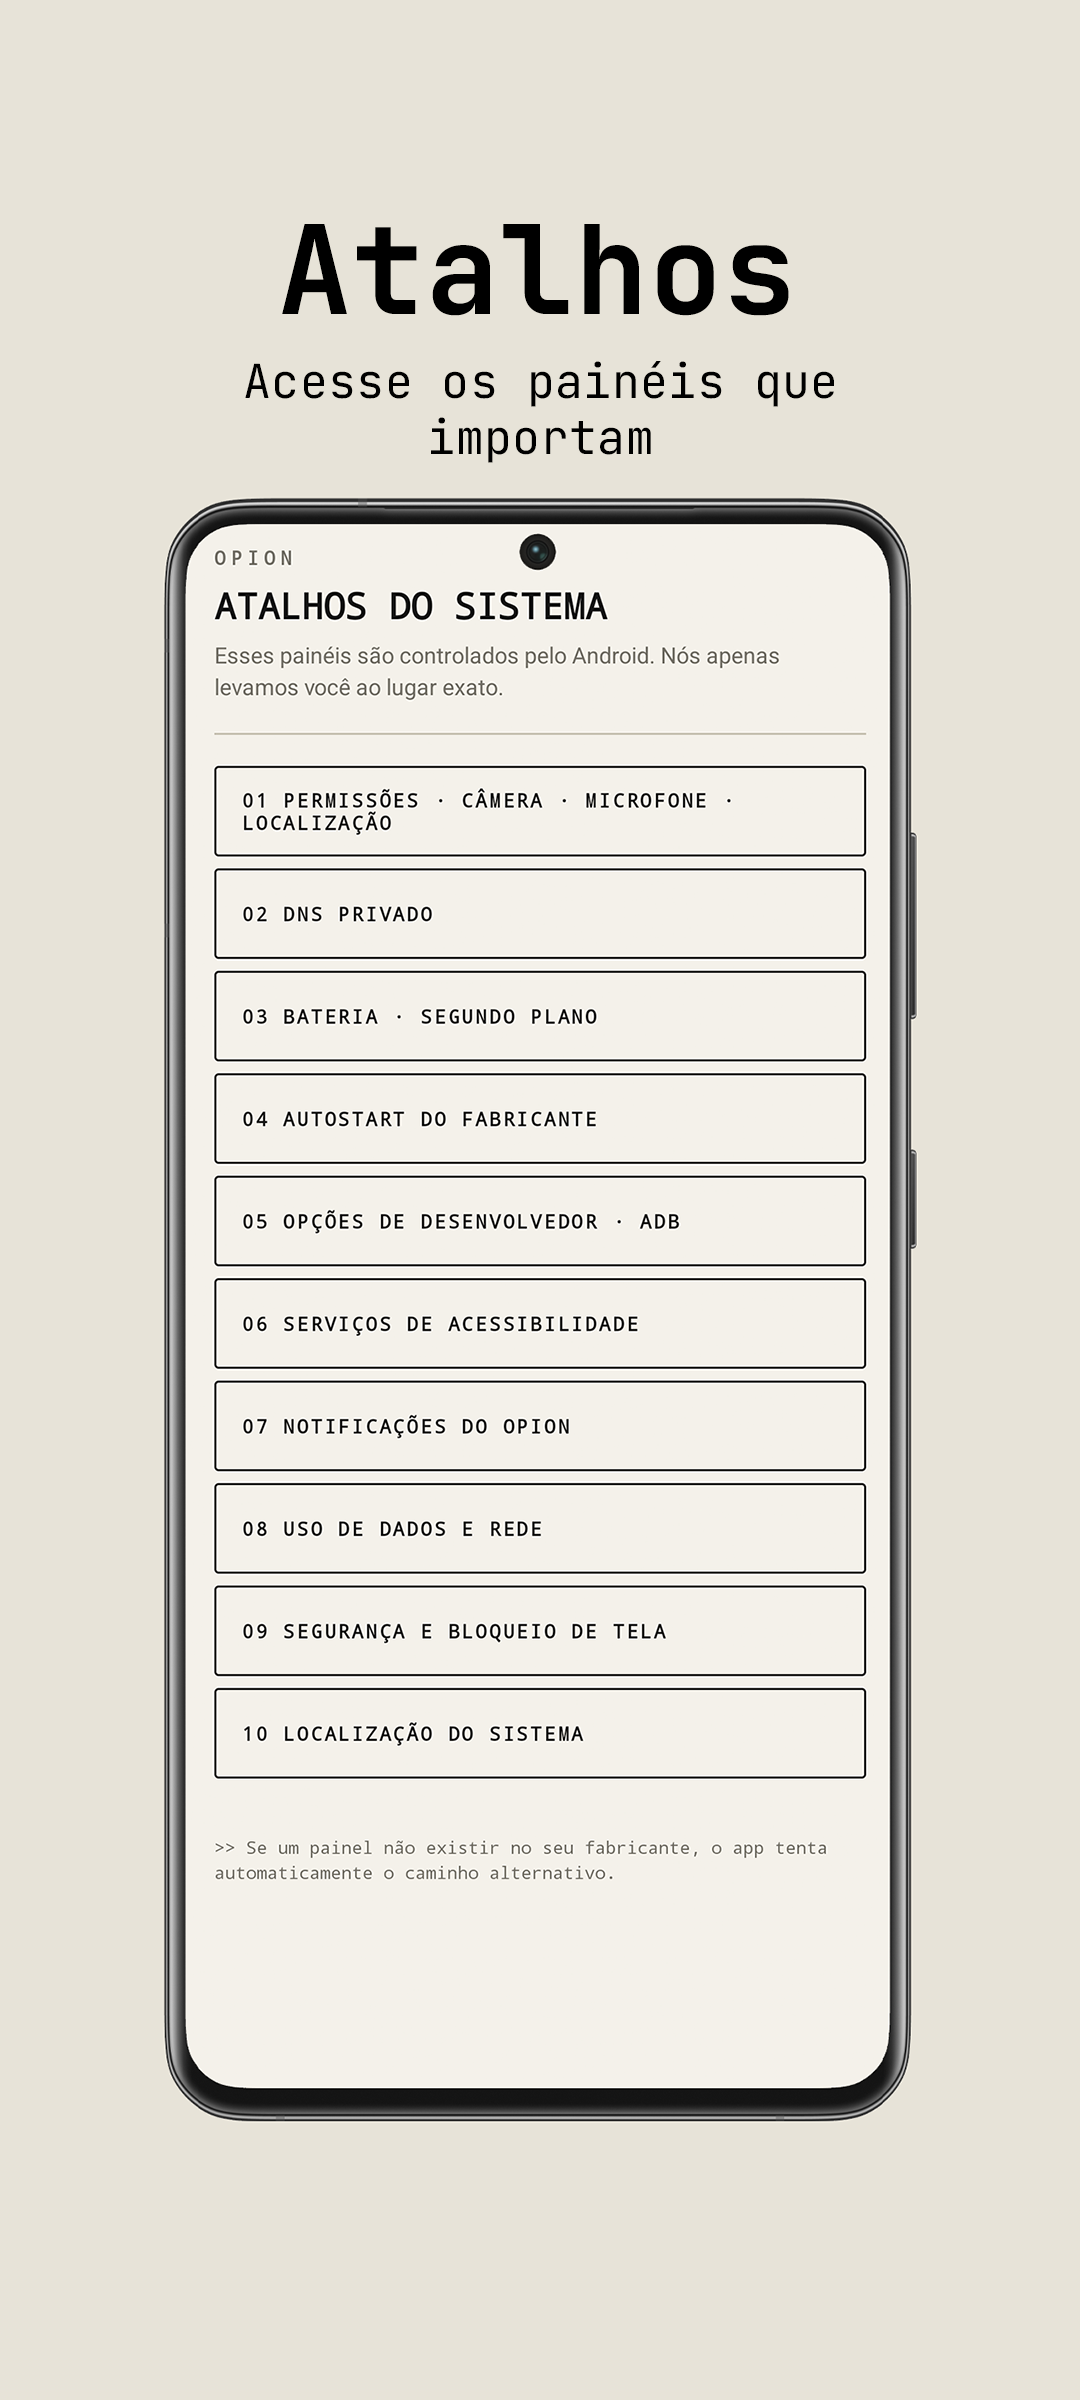 Atalhos
Acesse os painéis que
importam
OPION
ATALHOS DO SISTEMA
Esses painéis são controlados pelo Android. Nós apenas
levamos você ao lugar exato.
01 PERMISSÕES · CÂMERA · MICROFONE ·
LOCALIZAÇÃO
02 DNS PRIVADO
03 BATERIA · SEGUNDO PLANO
04 AUTOSTART DO FABRICANTE
05 OPÇÕES DE DESENVOLVEDOR · ADB
06 SERVIÇOS DE ACESSIBILIDADE
07 NOTIFICAÇÕES DO OPION
08 USO DE DADOS E REDE
09 SEGURANÇA E BLOQUEIO DE TELA
10 LOCALIZAÇÃO DO SISTEMA
>> Se um painel não existir no seu fabricante, o app tenta
automaticamente o caminho alternativo.